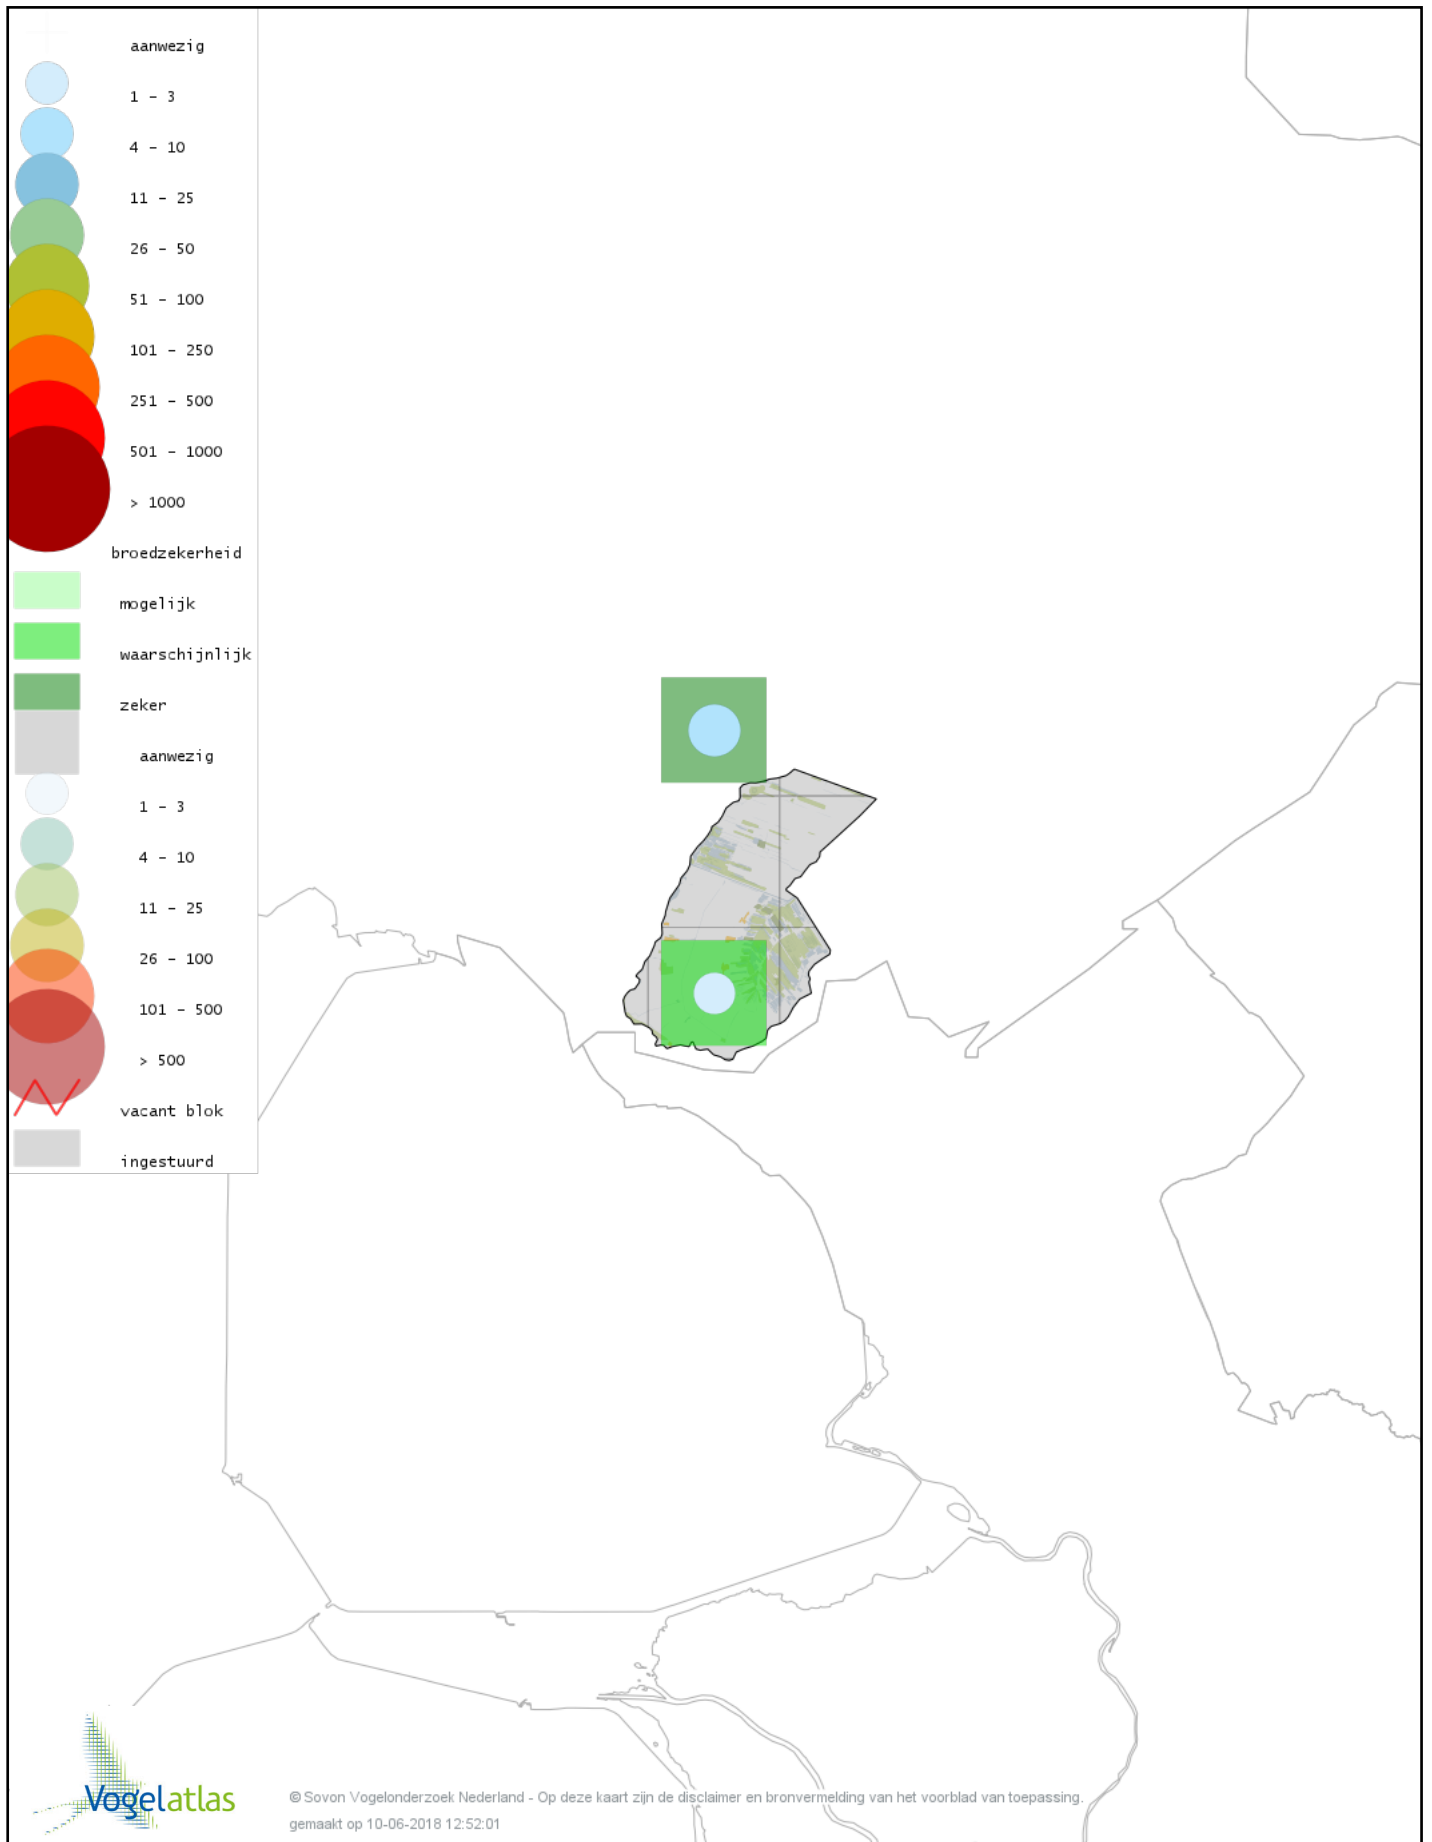 aanwezig
1 - 3
4 - 10
11 - 25
26 - 50
51 - 100
101 - 250
251 - 500
501 - 1000
> 1000
broedzekerheid
mogelijk
waarschijnlijk
zeker
aanwezig
1 - 3
4 - 10
11 - 25
26 - 100
101 - 500
> 500
vacant blok
ingestuurd
Vogelatlas
© Sovon Vogelonderzoek Nederland - Op deze kaart zijn de disclaimer en bronvermelding van het voorblad van toepassing.
gemaakt op 10-06-2018 12:52:01